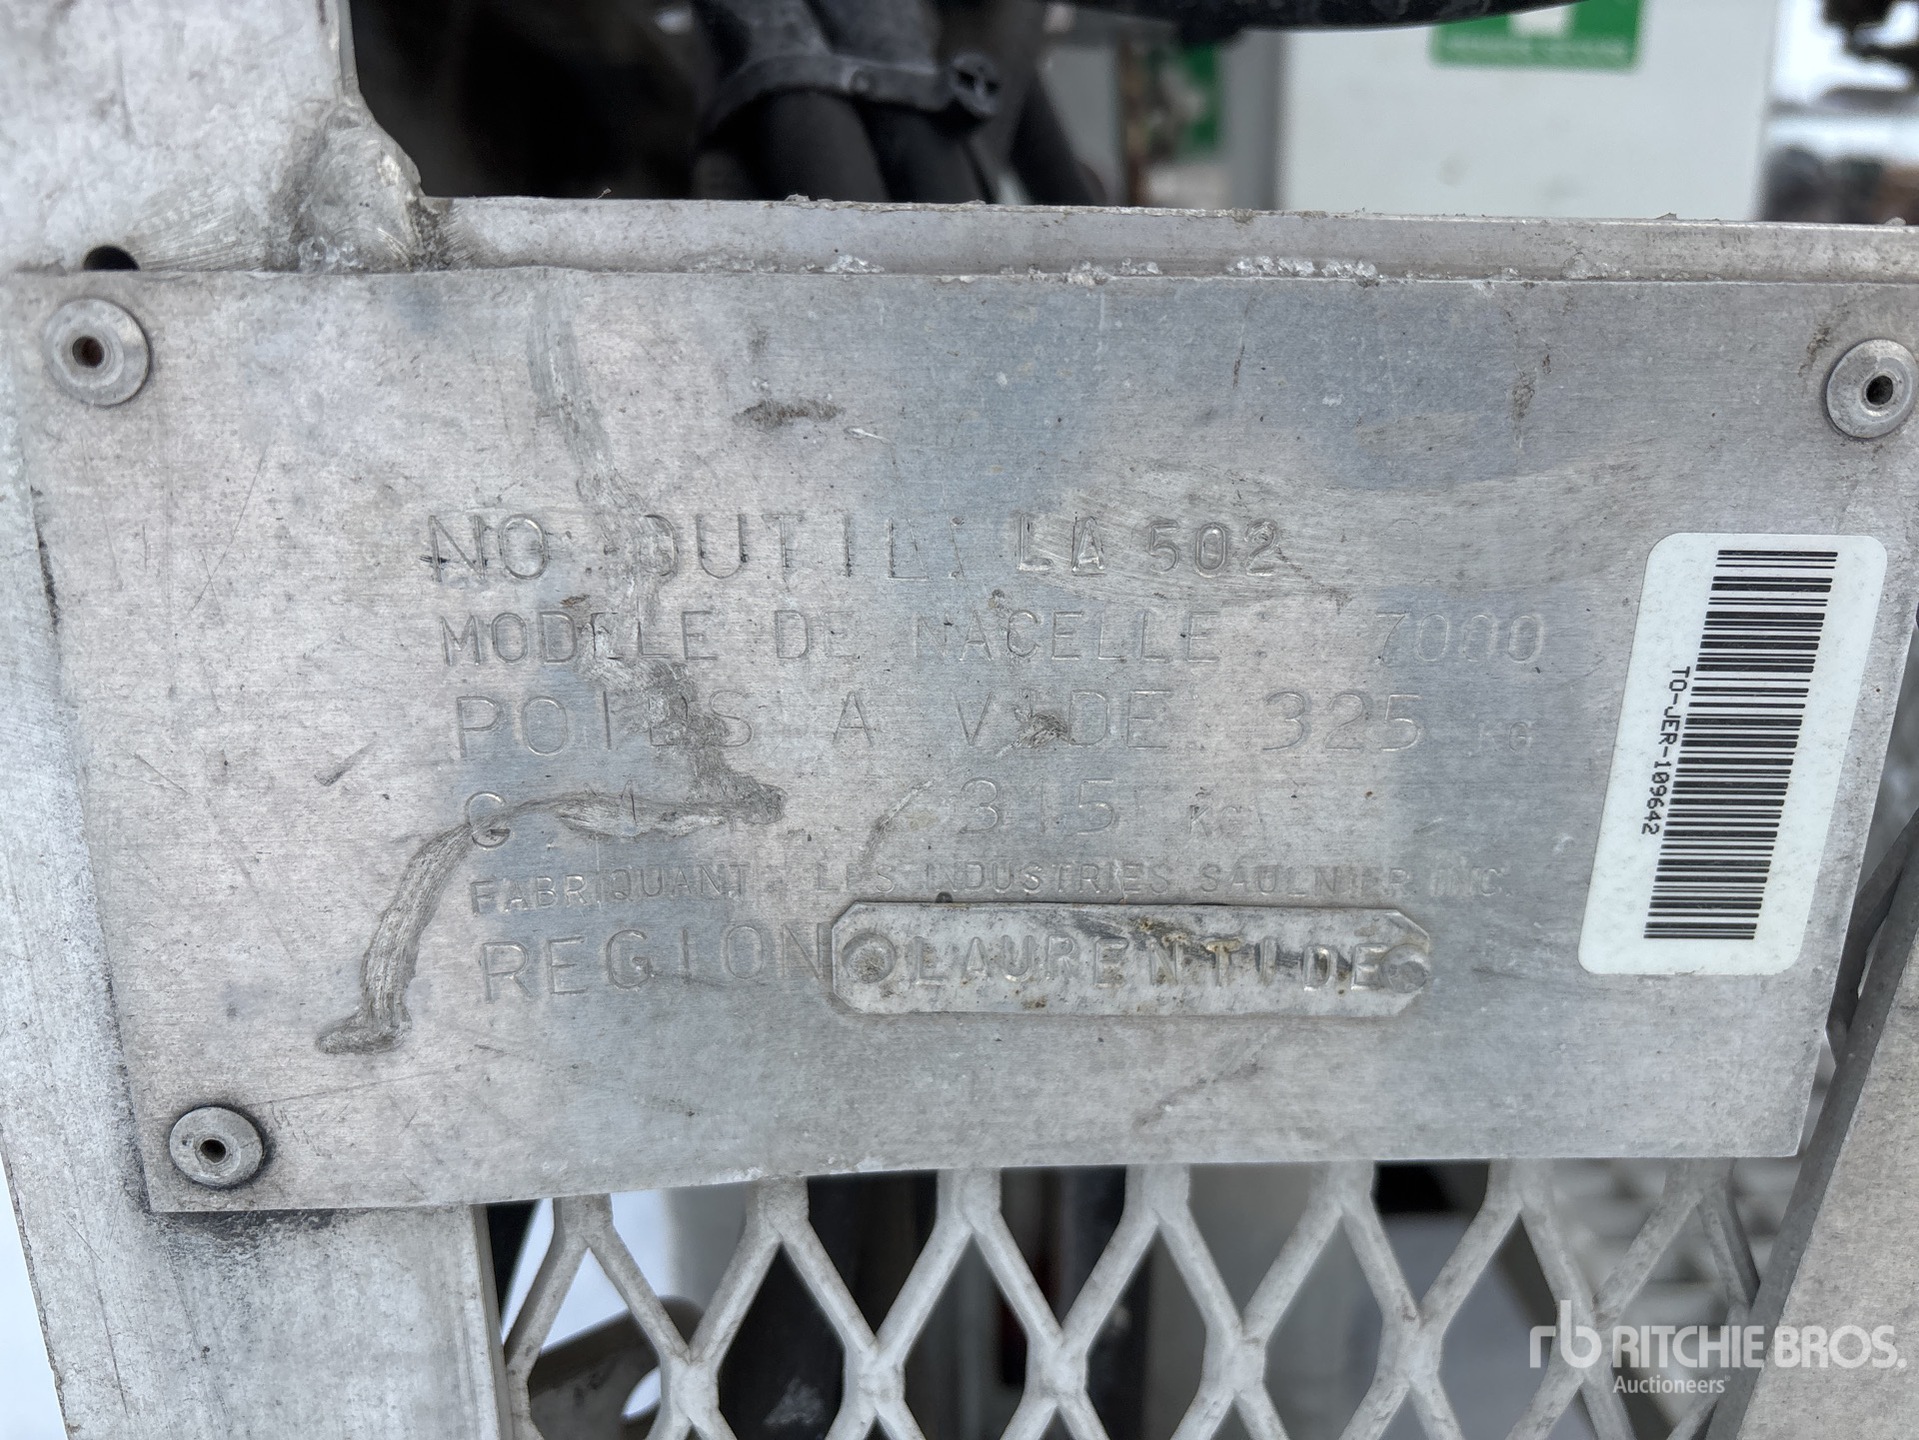 NO OUTIL: LA 502
MODELE DE NACELLE 7000
POIDS A VIDE 325 KG
C.M. 315 KG
FABRIQUANT LES INDUSTRIES SAULNIER INC.
REGION LAURENTIDE
TO-JER-109642
rb RITCHIE BROS.
Auctioneers